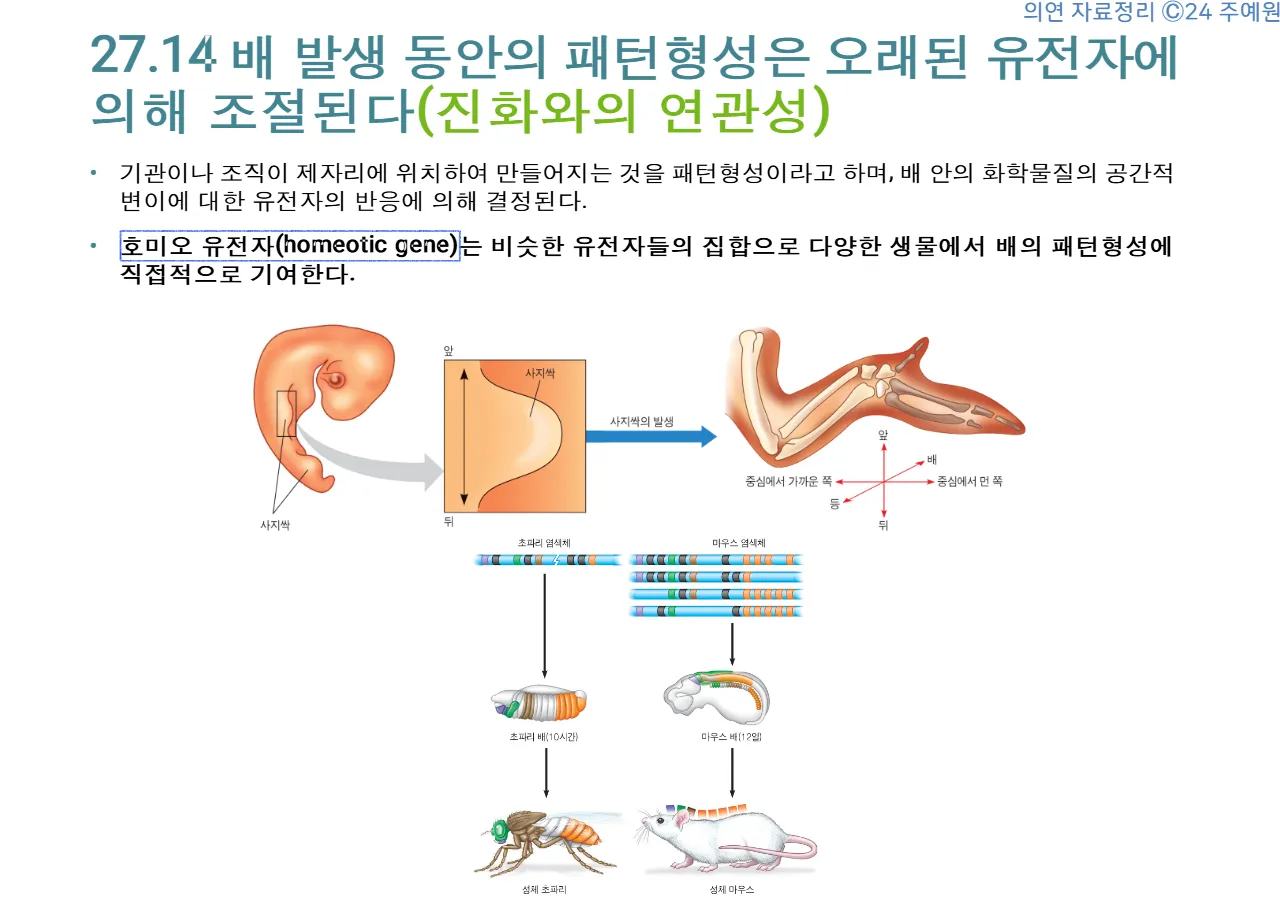 의연 자료정리 Ⓒ24 주예원
27.14 배 발생 동안의 패턴형성은 오래된 유전자에
의해 조절된다(진화와의 연관성)
• 기관이나 조직이 제자리에 위치하여 만들어지는 것을 패턴형성이라고 하며, 배 안의 화학물질의 공간적
변이에 대한 유전자의 반응에 의해 결정된다.
• 호미오 유전자(homeotic gene)는 비슷한 유전자들의 집합으로 다양한 생물에서 배의 패턴형성에
직접적으로 기여한다.
앞
사지싹
사지싹의 발생
앞
배
중심에서 가까운 쪽
중심에서 먼 쪽
등
뒤
사지싹
뒤
초파리 염색체
마우스 염색체
초파리 배(10시간)
마우스 배(12일)
성체 초파리
성체 마우스